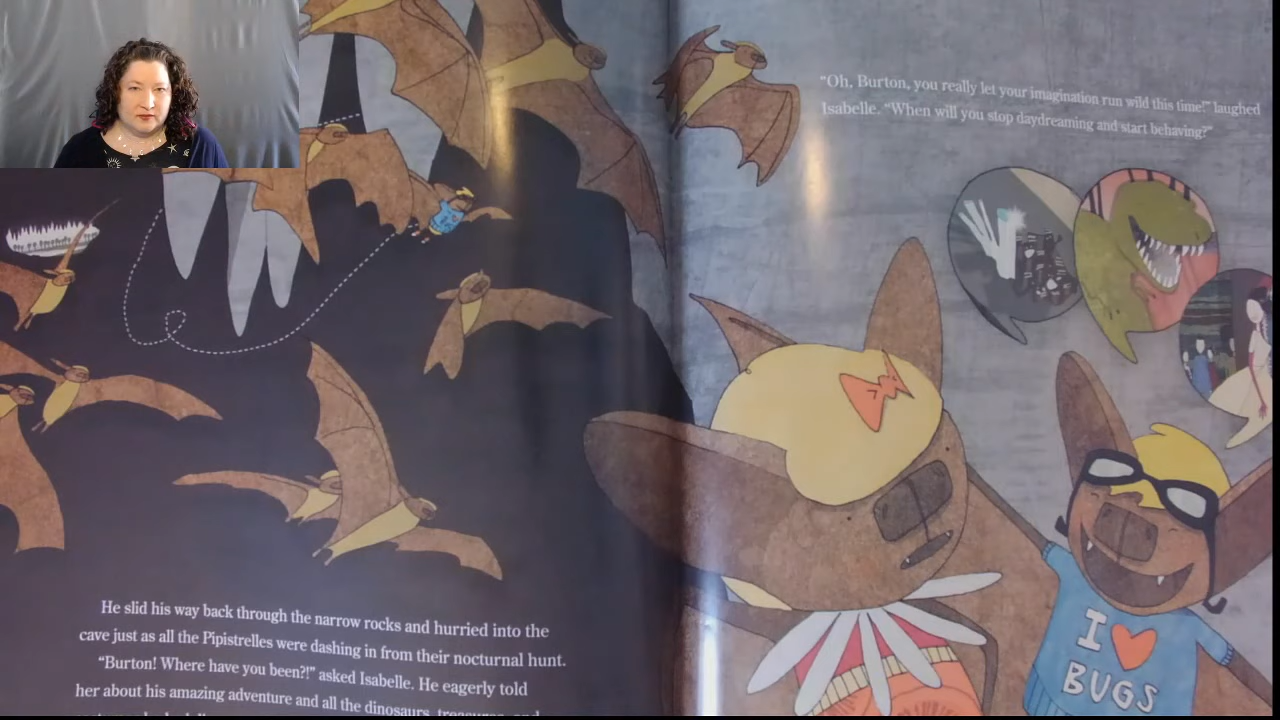 He slid his way back through the narrow rocks and hurried into the
cave just as all the Pipistrelles were dashing in from their nocturnal hunt.
"Burton! Where have you been?!" asked Isabelle. He eagerly told
her about his amazing adventure and all the dinosaurs, treasures, and
"Oh, Burton, you really let your imagination run wild this time!" laughed
Isabelle. "When will you stop daydreaming and start behaving?"
I
BUGS